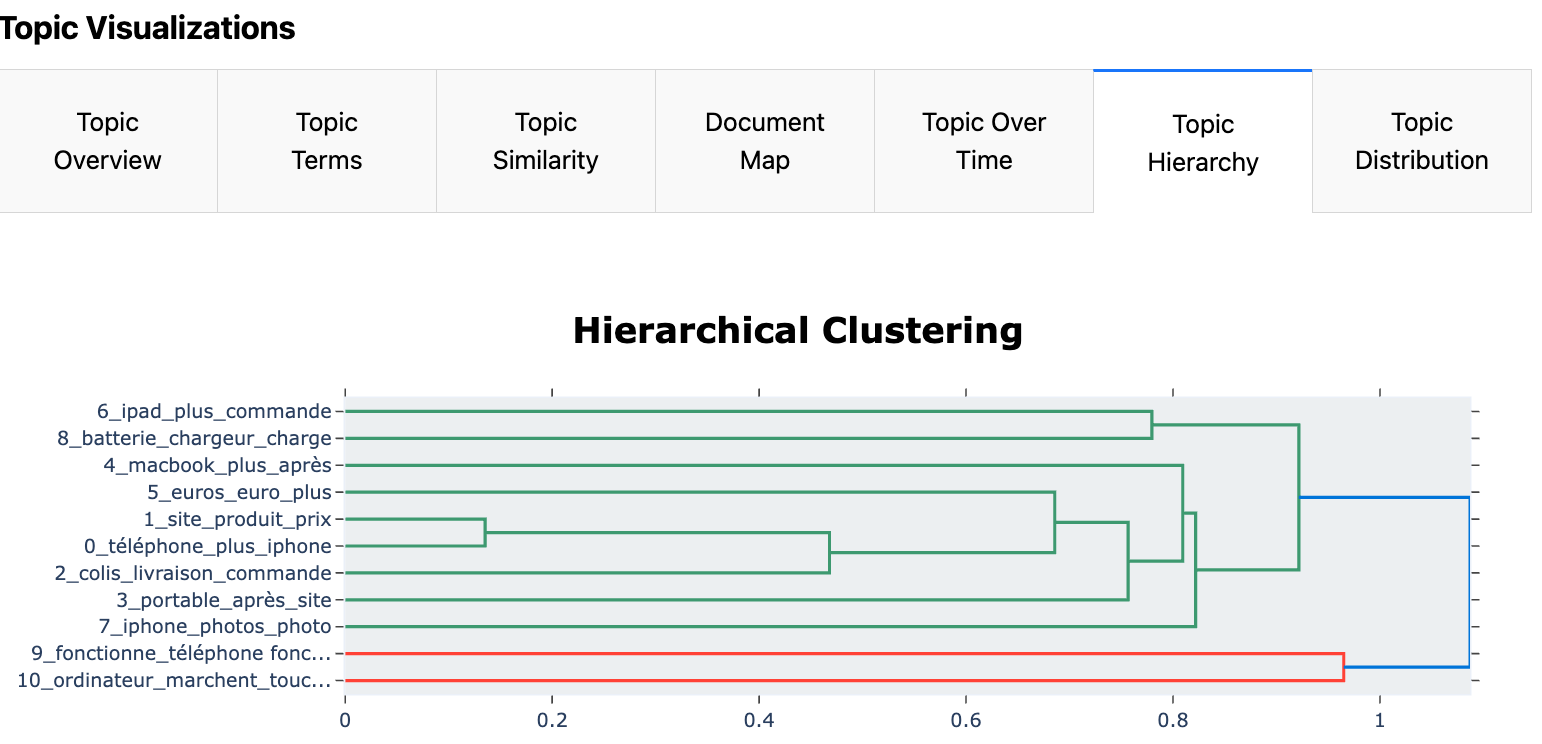 Topic Visualizations
Topic Overview
Topic Terms
Topic Similarity
Document Map
Topic Over Time
Topic Hierarchy
Topic Distribution
Hierarchical Clustering
6_ipad_plus_commande
8_batterie_chargeur_charge
4_macbook_plus_après
5_euros_euro_plus
1_site_produit_prix
0_téléphone_plus_iphone
2_colis_livraison_commande
3_portable_après_site
7_iphone_photos_photo
9_fonctionne_téléphone fonc...
10_ordinateur_marchent_touc...
0 0.2 0.4 0.6 0.8 1